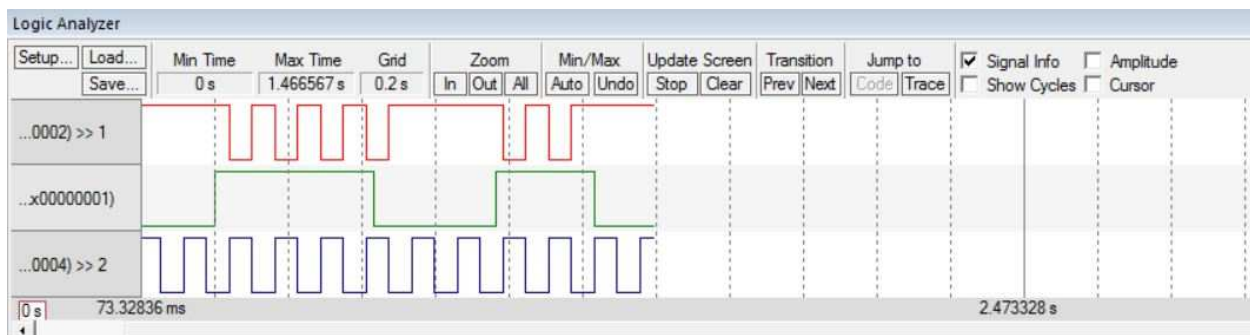 Logic Analyzer
Setup... Load... Min Time Max Time Grid Zoom Min/Max Update Screen Transition Jump to Signal Info Amplitude
Save... 0 s 1.466567 s 0.2 s In Out All Auto Undo Stop Clear Prev Next Code Trace Show Cycles Cursor
...0002) >> 1
...x00000001)
...0004) >> 2
0 s 73.32836 ms 2.473328 s